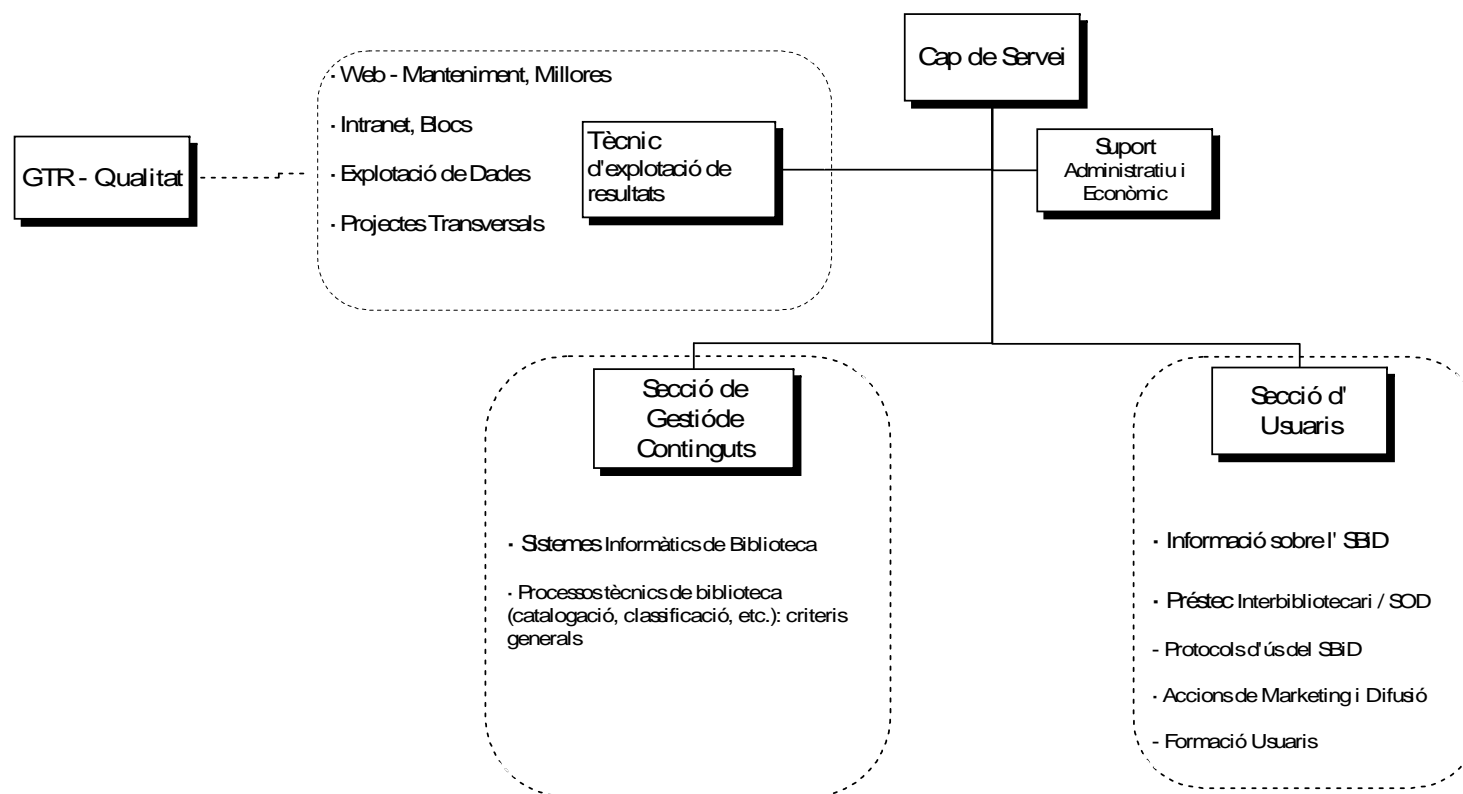 Cap de Servei
· Web - Manteniment, Millores
· Intranet, Blocs
· Explotació de Dades
· Projectes Transversals
Tècnic
d'explotació de
resultats
GTR - Qualitat
Suport
Administratiu i
Econòmic
Secció de
Gestió de
Continguts
· Sistemes Informàtics de Biblioteca
· Processos tècnics de biblioteca
(catalogació, classificació, etc.): criteris
generals
Secció d'
Usuaris
· Informació sobre l' SBiD
· Préstec Interbibliotecari / SOD
- Protocols d'ús del SBiD
· Accions de Marketing i Difusió
- Formació Usuaris